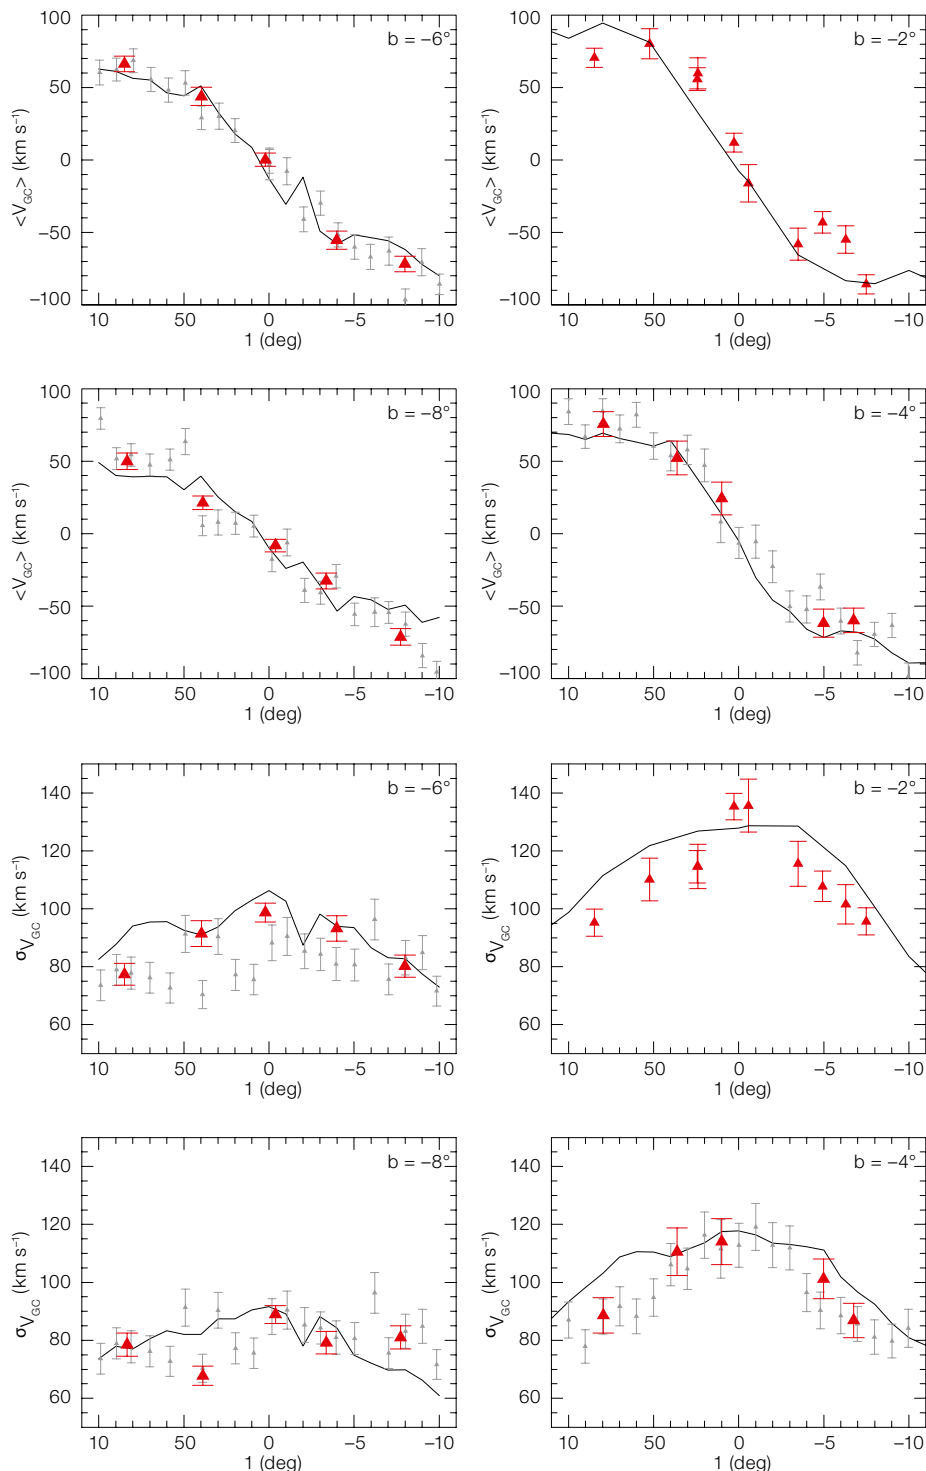 b = –6°
100
50
0
–50
–100
<V_GC> (km s⁻¹)
10 50 0 –5 –10
1 (deg)
b = –2°
100
50
0
–50
–100
<V_GC> (km s⁻¹)
10 50 0 –5 –10
1 (deg)
b = –8°
100
50
0
–50
–100
<V_GC> (km s⁻¹)
10 50 0 –5 –10
1 (deg)
b = –4°
100
50
0
–50
–100
<V_GC> (km s⁻¹)
10 50 0 –5 –10
1 (deg)
b = –6°
140
120
100
80
60
σV_GC (km s⁻¹)
10 50 0 –5 –10
1 (deg)
b = –2°
140
120
100
80
60
σV_GC (km s⁻¹)
10 50 0 –5 –10
1 (deg)
b = –8°
140
120
100
80
60
σV_GC (km s⁻¹)
10 50 0 –5 –10
1 (deg)
b = –4°
140
120
100
80
60
σV_GC (km s⁻¹)
10 50 0 –5 –10
1 (deg)